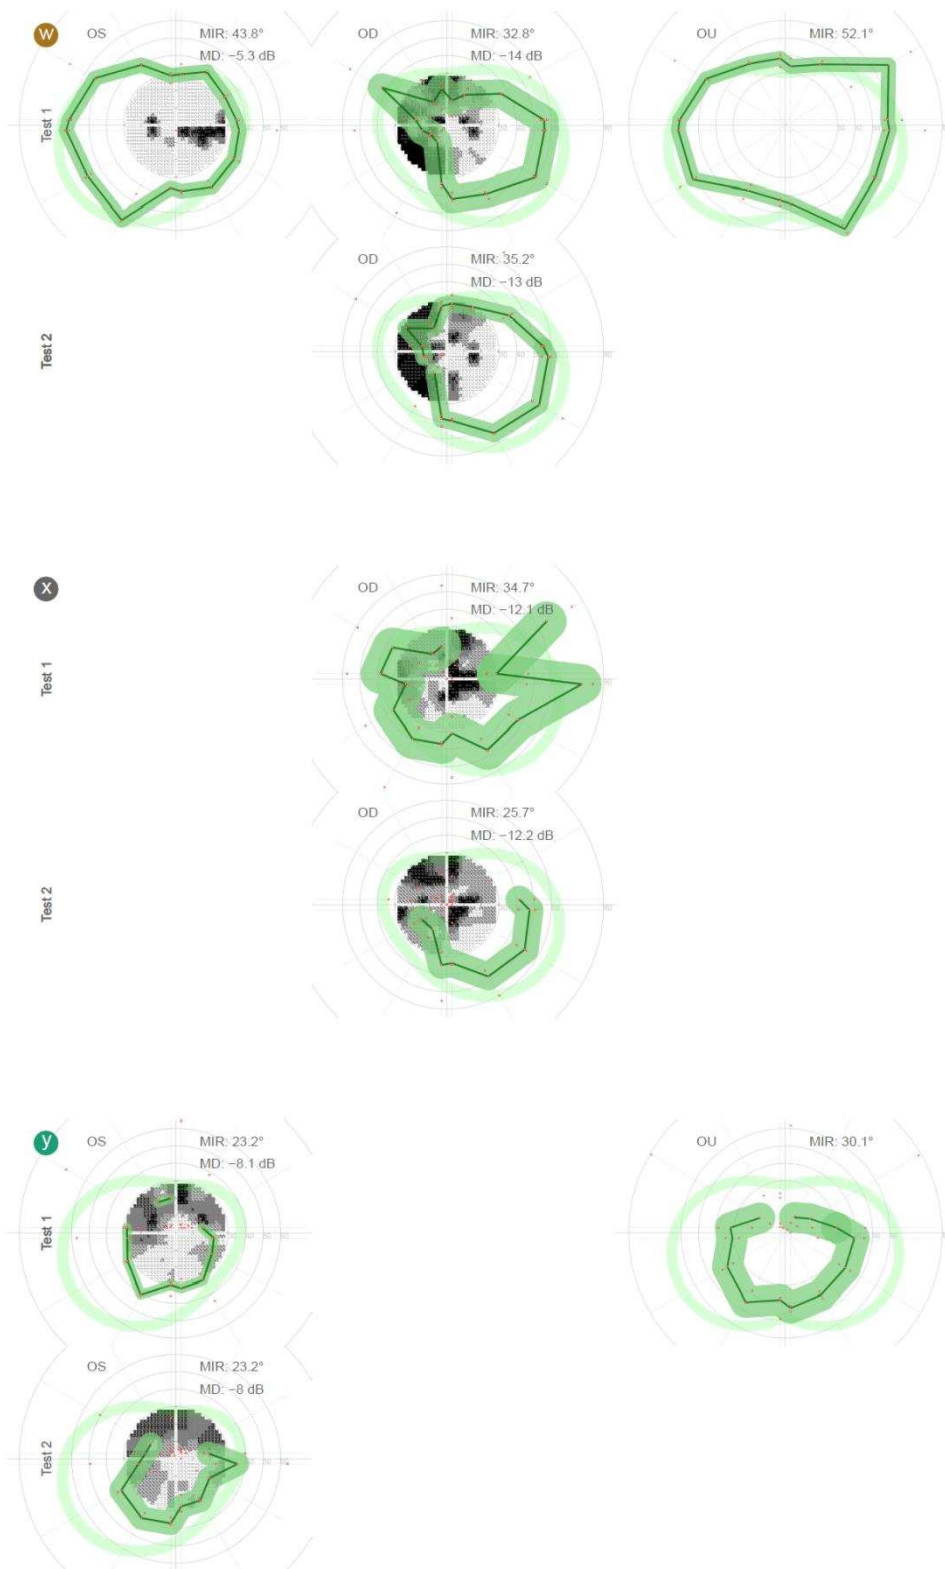 w
OS
MIR: 43.8°
MD: −5.3 dB
OD
MIR: 32.8°
MD: −14 dB
OU
MIR: 52.1°
Test 1
OD
MIR: 35.2°
MD: −13 dB
Test 2
x
OD
MIR: 34.7°
MD: −12.1 dB
Test 1
OD
MIR: 25.7°
MD: −12.2 dB
Test 2
y
OS
MIR: 23.2°
MD: −8.1 dB
OU
MIR: 30.1°
Test 1
OS
MIR: 23.2°
MD: −8 dB
Test 2